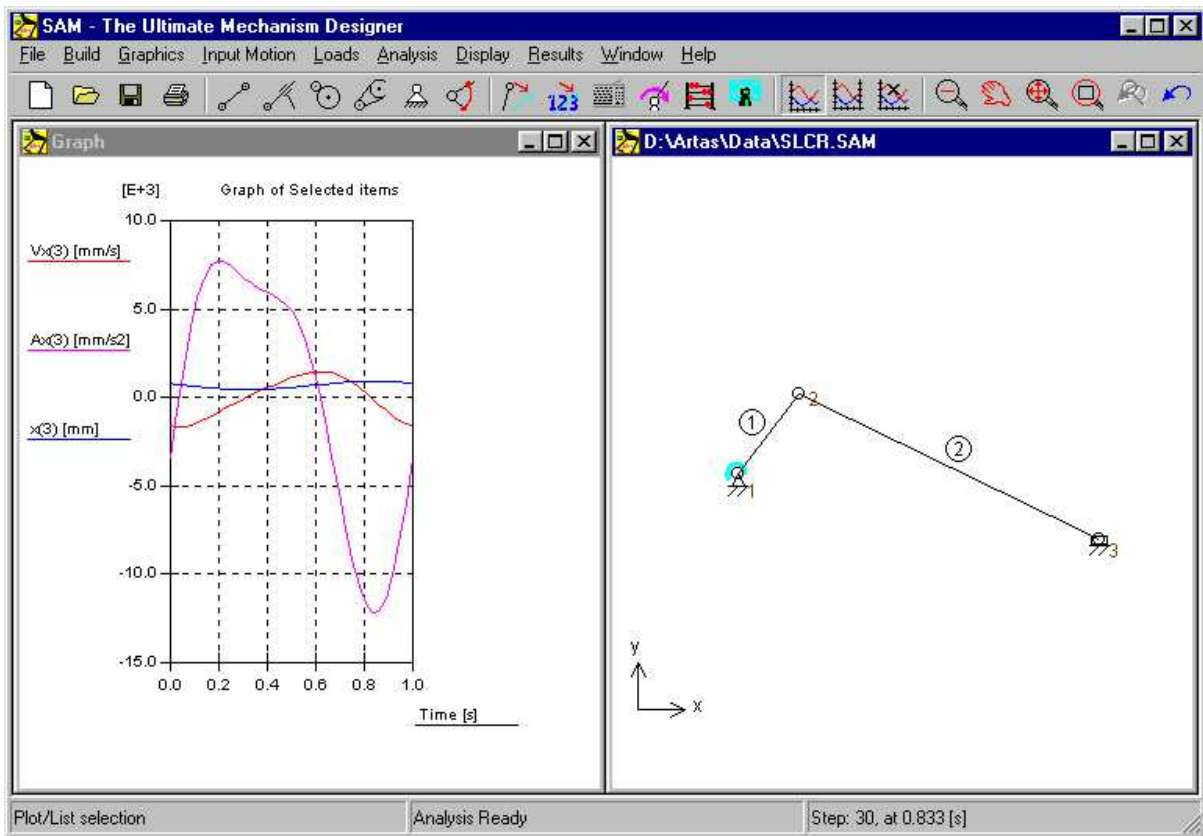 SAM - The Ultimate Mechanism Designer
File Build Graphics Input Motion Loads Analysis Display Results Window Help
123
Graph
[E+3] Graph of Selected items
10.0
Vx(3) [mm/s]
5.0
Ax(3) [mm/s2]
0.0
x(3) [mm]
-5.0
-10.0
-15.0
0.0 0.2 0.4 0.6 0.8 1.0
Time [s]
D:\Artas\Data\SLCR.SAM
2
1
2
1
3
y
x
Plot/List selection
Analysis Ready
Step: 30, at 0.833 [s]